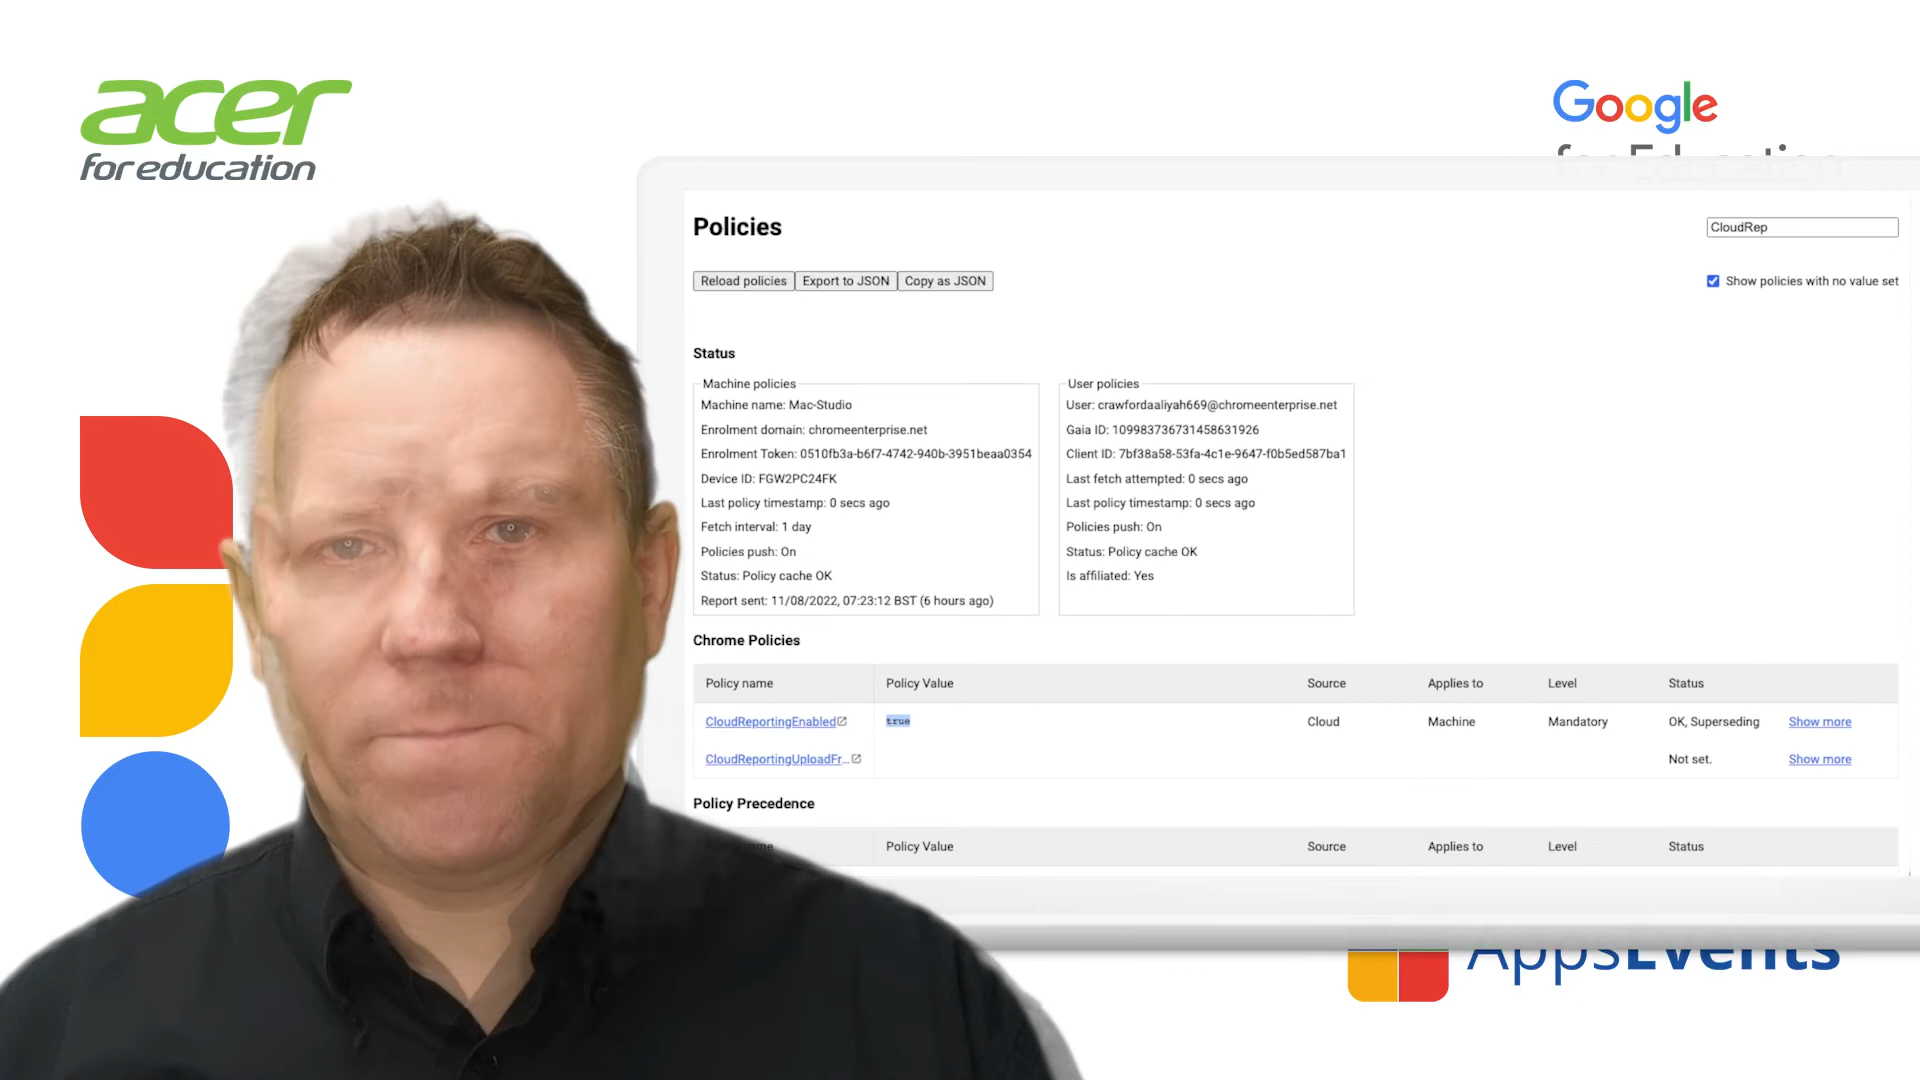 acer
for education
Google
for Education
Policies
CloudRep
Reload policies
Export to JSON
Copy as JSON
Show policies with no value set
Status
Machine policies
Machine name: Mac-Studio
Enrolment domain: chromeenterprise.net
Enrolment Token: 0510fb3a-b6f7-4742-940b-3951beaa0354
Device ID: FGW2PC24FK
Last policy timestamp: 0 secs ago
Fetch interval: 1 day
Policies push: On
Status: Policy cache OK
Report sent: 11/08/2022, 07:23:12 BST (6 hours ago)
User policies
User: crawfordaaliyah669@chromeenterprise.net
Gaia ID: 109983736731458631926
Client ID: 7bf38a58-53fa-4c1e-9647-f0b5ed587ba1
Last fetch attempted: 0 secs ago
Last policy timestamp: 0 secs ago
Policies push: On
Status: Policy cache OK
Is affiliated: Yes
Chrome Policies
Policy name Policy Value Source Applies to Level Status
CloudReportingEnabled true Cloud Machine Mandatory OK, Superseding Show more
CloudReportingUploadFr... Not set. Show more
Policy Precedence
Policy Value Source Applies to Level Status
AppsEvents